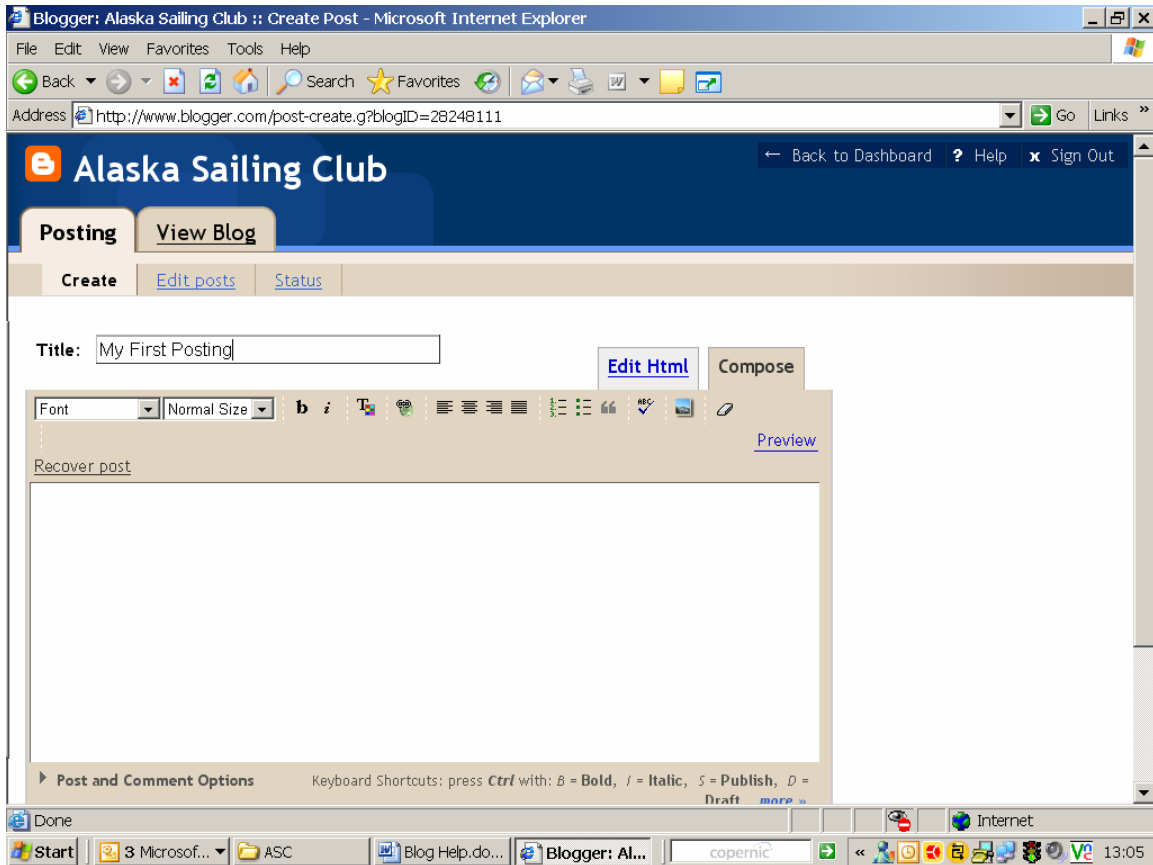 Blogger: Alaska Sailing Club :: Create Post - Microsoft Internet Explorer
File Edit View Favorites Tools Help
Back Search Favorites
Address http://www.blogger.com/post-create.g?blogID=28248111 Go Links »
Alaska Sailing Club ← Back to Dashboard ? Help x Sign Out
Posting View Blog
Create Edit posts Status
Title: My First Posting
Edit Html Compose
Font Normal Size b i ABC
Preview
Recover post
Post and Comment Options Keyboard Shortcuts: press Ctrl with: B = Bold, I = Italic, S = Publish, D =
Draft more »
Done Internet
Start 3 Microsof... ASC Blog Help.do... Blogger: Al... copernic « 13:05